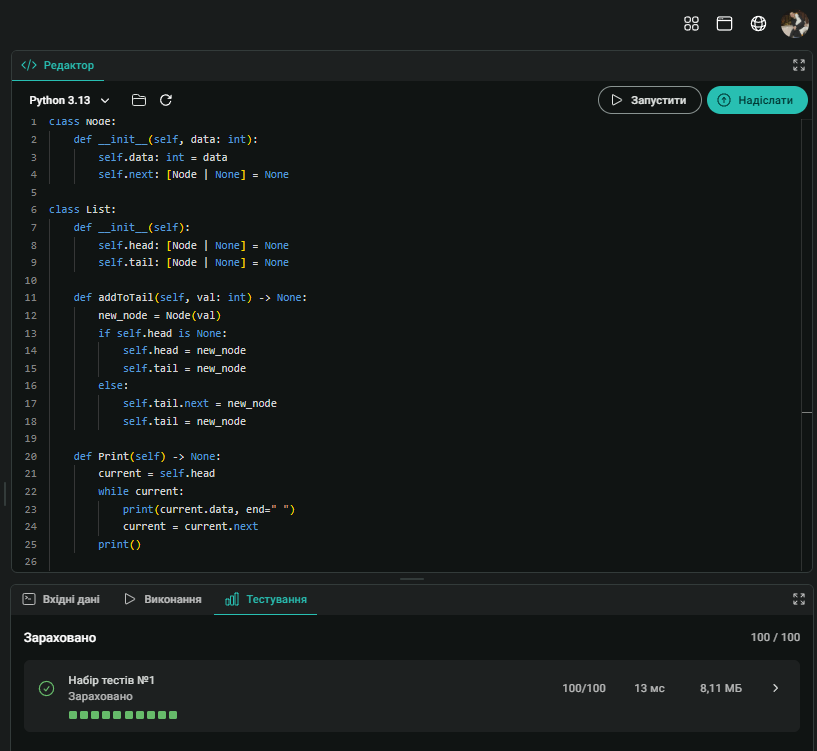 </> Редактор
Python 3.13
Запустити
Надіслати
1 class Node:
2     def __init__(self, data: int):
3         self.data: int = data
4         self.next: [Node | None] = None
5
6 class List:
7     def __init__(self):
8         self.head: [Node | None] = None
9         self.tail: [Node | None] = None
10
11     def addToTail(self, val: int) -> None:
12         new_node = Node(val)
13         if self.head is None:
14             self.head = new_node
15             self.tail = new_node
16         else:
17             self.tail.next = new_node
18             self.tail = new_node
19
20     def Print(self) -> None:
21         current = self.head
22         while current:
23             print(current.data, end=" ")
24             current = current.next
25         print()
26
Вхідні дані Виконання Тестування
Зараховано 100 / 100
Набір тестів №1
Зараховано
100/100 13 мс 8,11 МБ